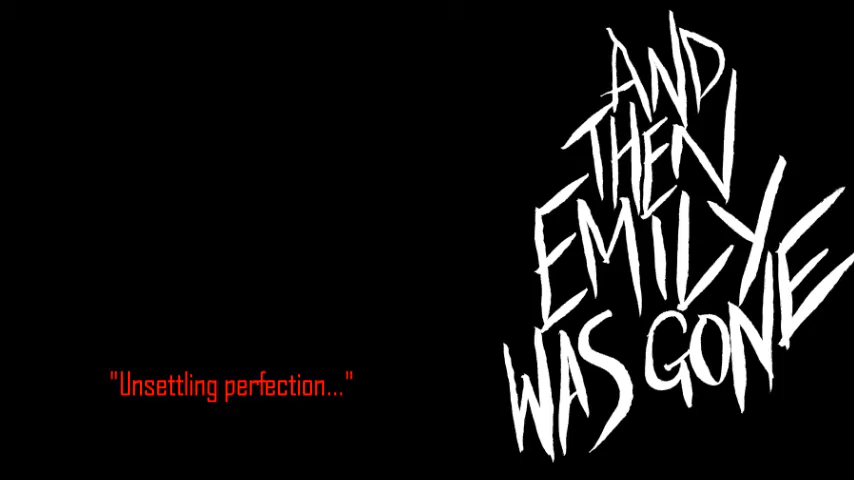 AND
THEN
EMILY
WAS GONE
"Unsettling perfection..."